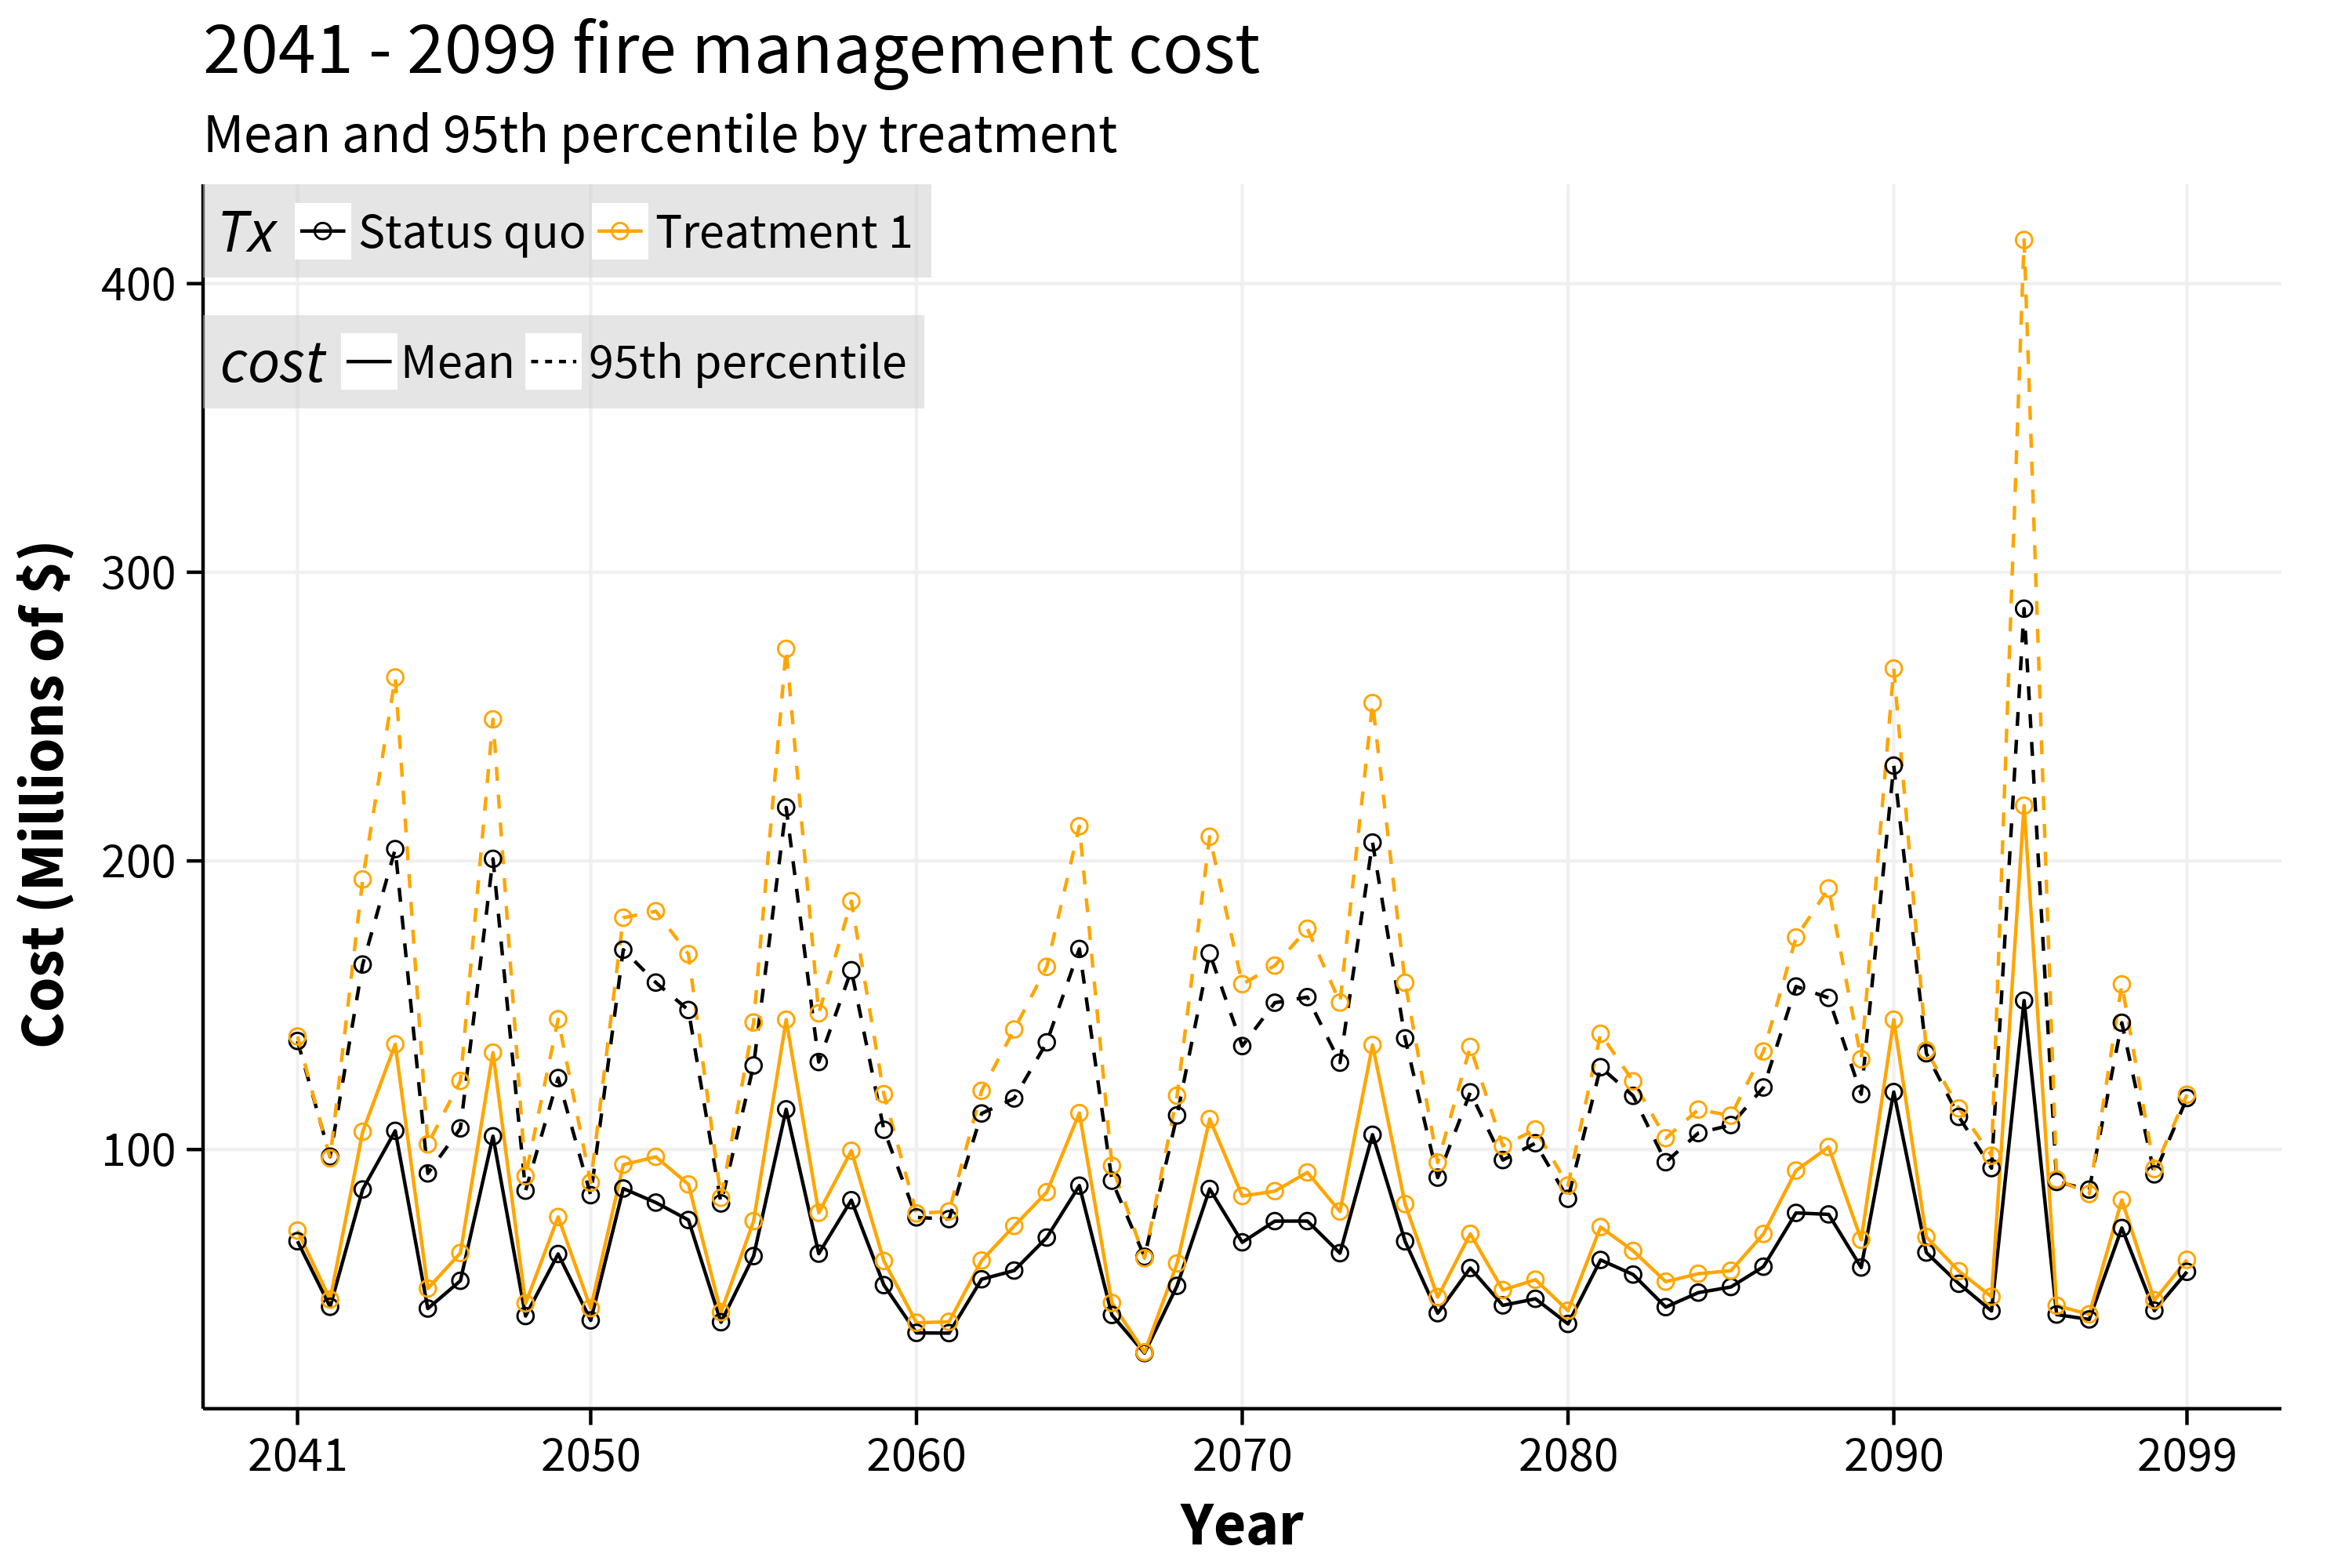 2041 - 2099 fire management cost
Mean and 95th percentile by treatment
Tx Status quo Treatment 1
cost Mean 95th percentile
Cost (Millions of $)
400
300
200
100
2041 2050 2060 2070 2080 2090 2099
Year